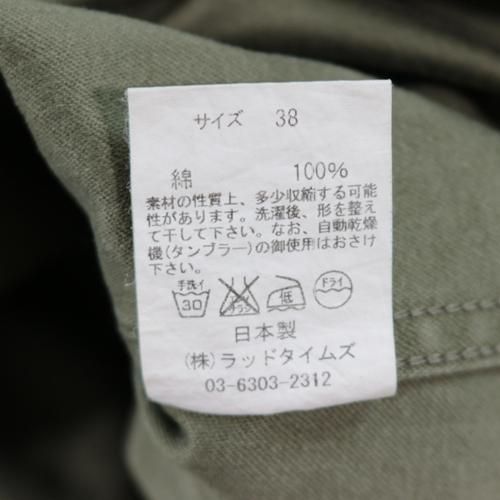 サイズ 38
綿 100%
素材の性質上、多少収縮する可能
性があります。洗濯後、形を整え
て干して下さい。なお、自動乾燥
機(タンブラー)の御使用はおさけ
下さい。
手洗イ 30 エンソ サラシ 低 ドライ
日本製
(株)ラッドタイムズ
03-6303-2312